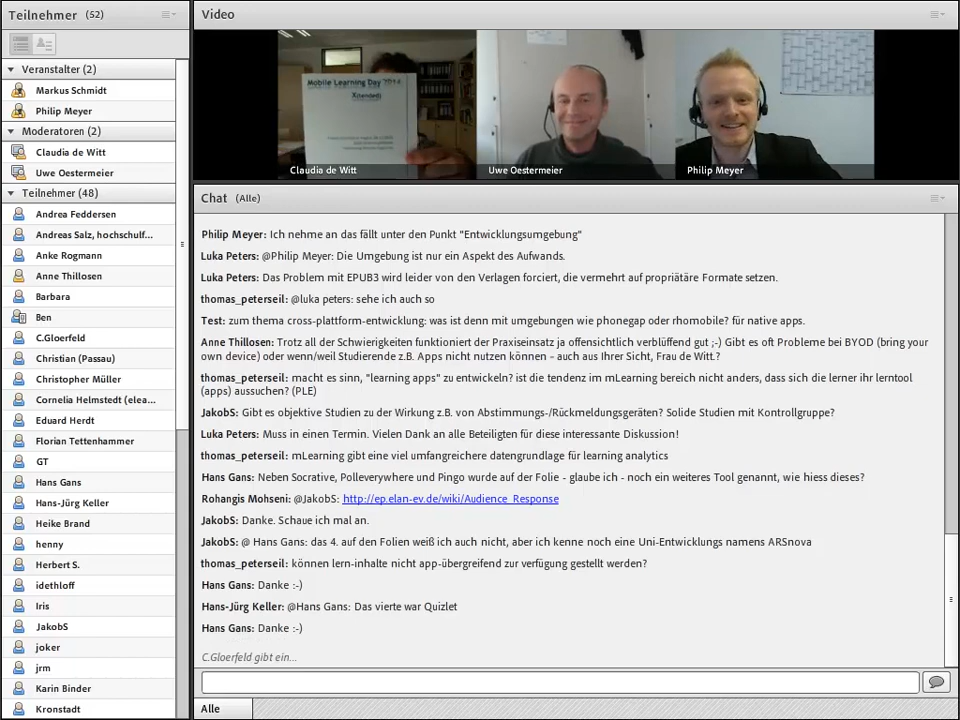 Teilnehmer (52)
Veranstalter (2)
Markus Schmidt
Philip Meyer
Moderatoren (2)
Claudia de Witt
Uwe Oestermeier
Teilnehmer (48)
Andrea Feddersen
Andreas Salz, hochschulf...
Anke Rogmann
Anne Thillosen
Barbara
Ben
C.Gloerfeld
Christian (Passau)
Christopher Müller
Cornelia Helmstedt (elea...
Eduard Herdt
Florian Tettenhammer
GT
Hans Gans
Hans-Jürg Keller
Heike Brand
henny
Herbert S.
idethloff
Iris
JakobS
joker
jrm
Karin Binder
Kronstadt
Video
Mobile Learning Day 2014
X(tended)
Claudia de Witt
Uwe Oestermeier
Philip Meyer
Chat (Alle)
Philip Meyer: Ich nehme an das fällt unter den Punkt "Entwicklungsumgebung"
Luka Peters: @Philip Meyer: Die Umgebung ist nur ein Aspekt des Aufwands.
Luka Peters: Das Problem mit EPUB3 wird leider von den Verlagen forciert, die vermehrt auf propriätäre Formate setzen.
thomas_peterseil: @luka peters: sehe ich auch so
Test: zum thema cross-plattform-entwicklung: was ist denn mit umgebungen wie phonegap oder rhomobile? für native apps.
Anne Thillosen: Trotz all der Schwierigkeiten funktioniert der Praxiseinsatz ja offensichtlich verblüffend gut ;-) Gibt es oft Probleme bei BYOD (bring your
own device) oder wenn/weil Studierende z.B. Apps nicht nutzen können – auch aus Ihrer Sicht, Frau de Witt.?
thomas_peterseil: macht es sinn, "learning apps" zu entwickeln? ist die tendenz im mLearning bereich nicht anders, dass sich die lerner ihr lerntool
(apps) aussuchen? (PLE)
JakobS: Gibt es objektive Studien zu der Wirkung z.B. von Abstimmungs-/Rückmeldungsgeräten? Solide Studien mit Kontrollgruppe?
Luka Peters: Muss in einen Termin. Vielen Dank an alle Beteiligten für diese interessante Diskussion!
thomas_peterseil: mLearning gibt eine viel umfangreichere datengrundlage für learning analytics
Hans Gans: Neben Socrative, Polleverywhere und Pingo wurde auf der Folie - glaube ich - noch ein weiteres Tool genannt, wie hiess dieses?
Rohangis Mohseni: @JakobS: http://ep.elan-ev.de/wiki/Audience_Response
JakobS: Danke. Schaue ich mal an.
JakobS: @ Hans Gans: das 4. auf den Folien weiß ich auch nicht, aber ich kenne noch eine Uni-Entwicklung namens ARSnova
thomas_peterseil: können lern-inhalte nicht app-übergreifend zur verfügung gestellt werden?
Hans Gans: Danke :-)
Hans-Jürg Keller: @Hans Gans: Das vierte war Quizlet
Hans Gans: Danke :-)
C.Gloerfeld gibt ein...
Alle